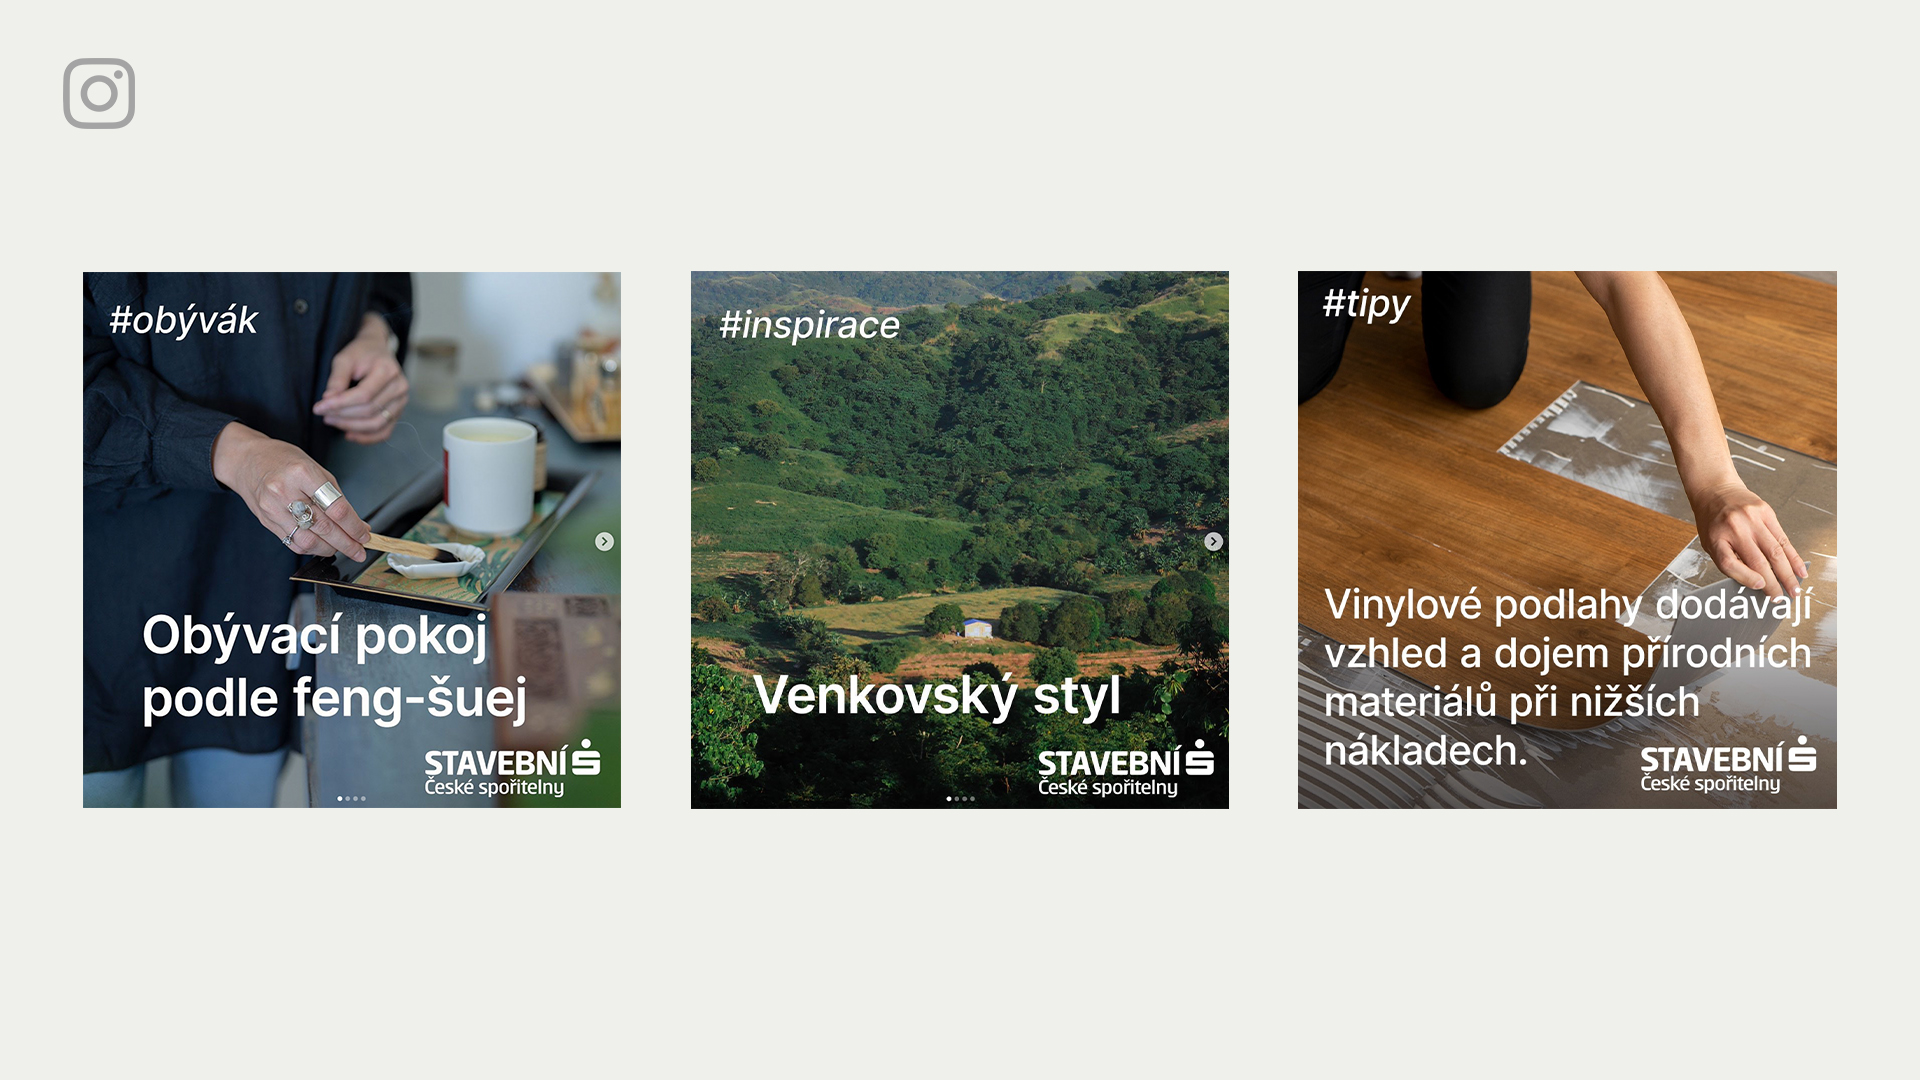 #obývák
Obývací pokoj
podle feng-šuej
STAVEBNÍ
České spořitelny
#inspirace
Venkovský styl
STAVEBNÍ
České spořitelny
#tipy
Vinylové podlahy dodávají
vzhled a dojem přírodních
materiálů při nižších
nákladech.
STAVEBNÍ
České spořitelny